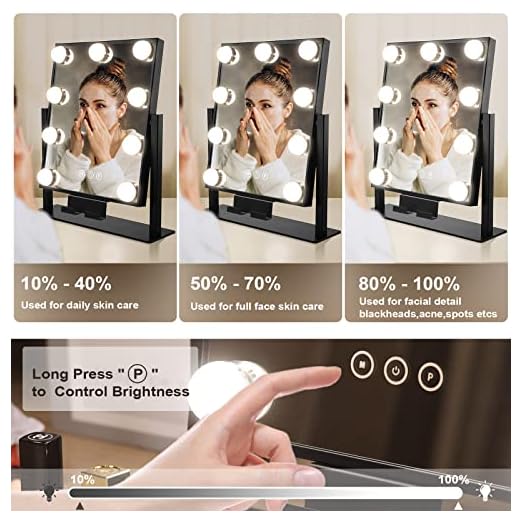 10% - 40%
Used for daily skin care
50% - 70%
Used for full face skin care
80% - 100%
Used for facial detail
blackheads,acne,spots etcs
Long Press " P "
to Control Brightness
M
P
10%
100%